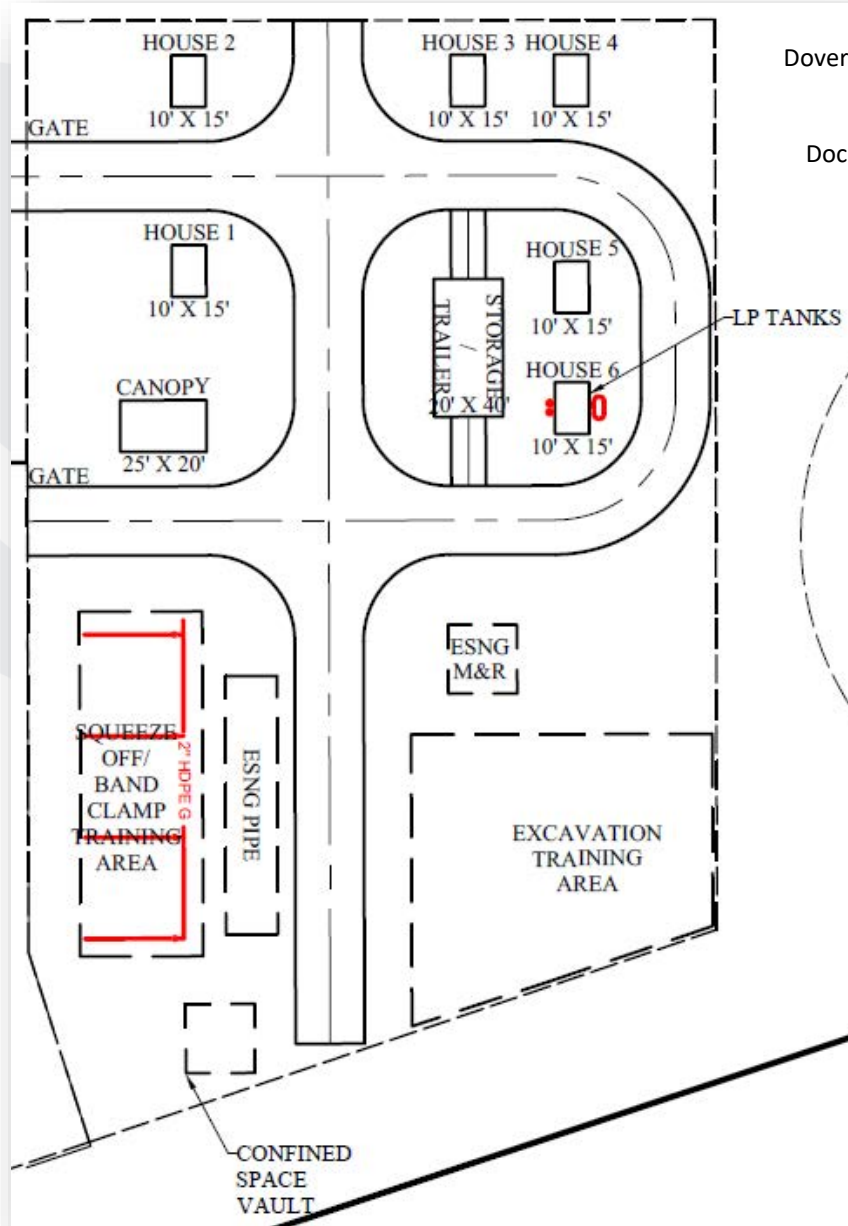 HOUSE 2
10' X 15'
HOUSE 3
10' X 15'
HOUSE 4
10' X 15'
Dover
Doc
GATE
HOUSE 1
10' X 15'
HOUSE 5
10' X 15'
TRAILER
/
STORAGE
20' X 40'
LP TANKS
HOUSE 6
10' X 15'
CANOPY
25' X 20'
GATE
SQUEEZE
OFF/
BAND
CLAMP
TRAINING
AREA
2" HDPE G
ESNG PIPE
ESNG
M&R
EXCAVATION
TRAINING
AREA
CONFINED
SPACE
VAULT